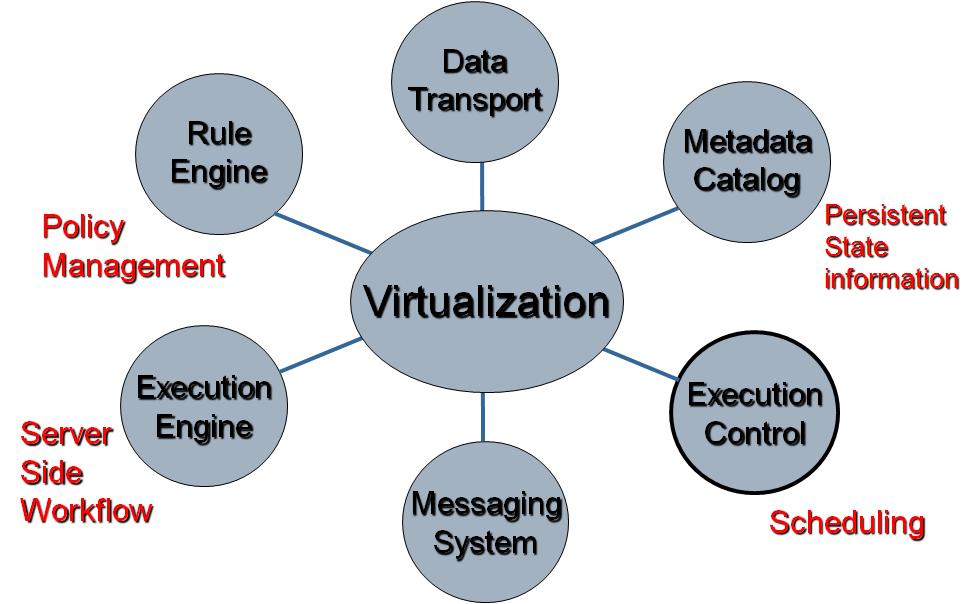 Data
Transport
Rule
Engine
Metadata
Catalog
Policy
Management
Persistent
State
information
Virtualization
Execution
Engine
Execution
Control
Server
Side
Workflow
Messaging
System
Scheduling